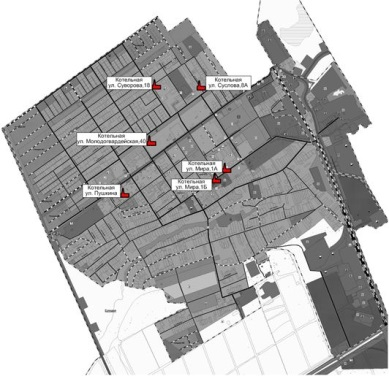 Котельная
ул. Суворова,1В
Котельная
ул. Суслова,8А
Котельная
ул. Молодогвардейская,40
Котельная
ул. Мира,1А
Котельная
ул. Мира,1Б
Котельная
ул. Пушкина